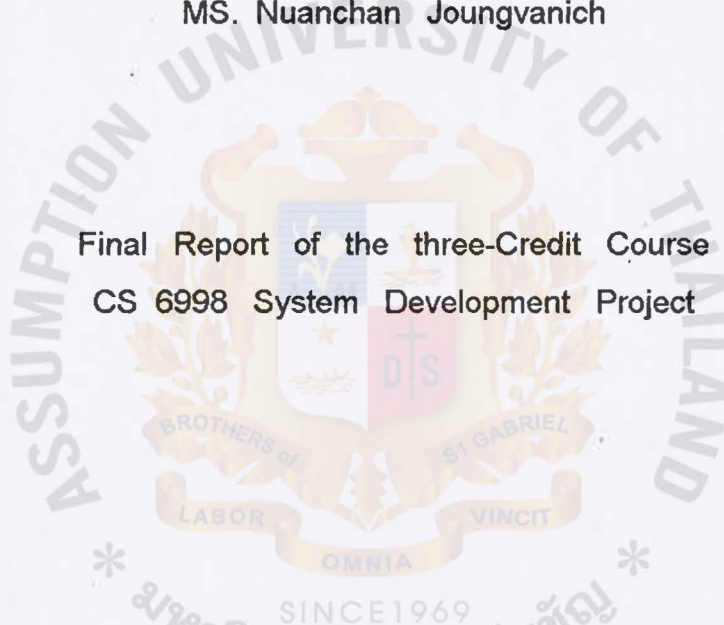 MS. Nuanchan Joungvanich
ASSUMPTION UNIVERSITY OF THAILAND
Final Report of the three-Credit Course
CS 6998 System Development Project
D S
BROTHERS of
ST GABRIEL
LABOR
VINCIT
OMNIA
SINCE1969